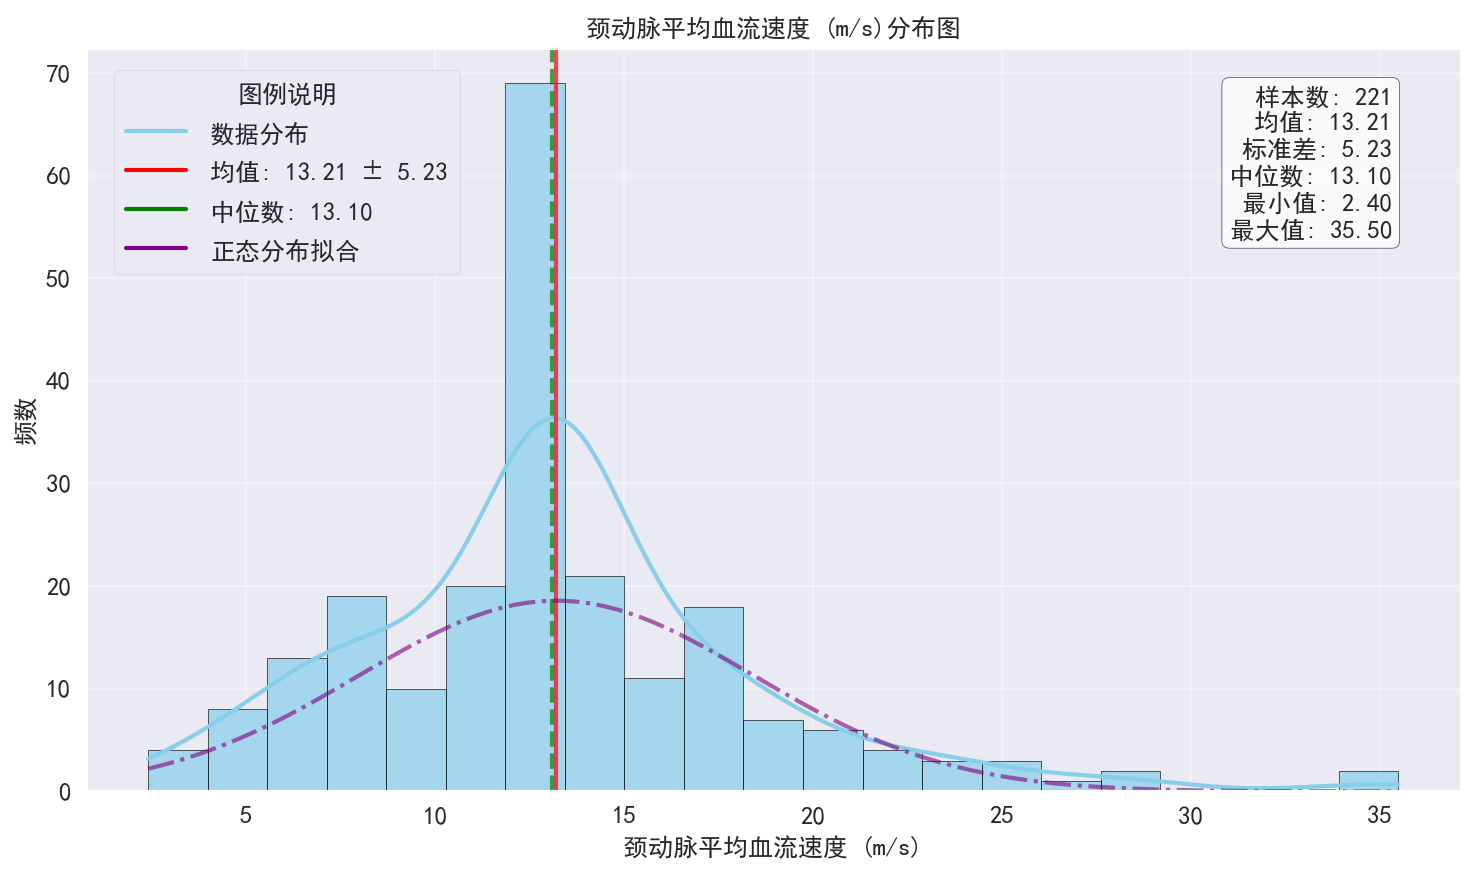 颈动脉平均血流速度 (m/s)分布图
图例说明
数据分布
均值: 13.21 ± 5.23
中位数: 13.10
正态分布拟合
样本数: 221
均值: 13.21
标准差: 5.23
中位数: 13.10
最小值: 2.40
最大值: 35.50
频数
70
60
50
40
30
20
10
0
5 10 15 20 25 30 35
颈动脉平均血流速度 (m/s)